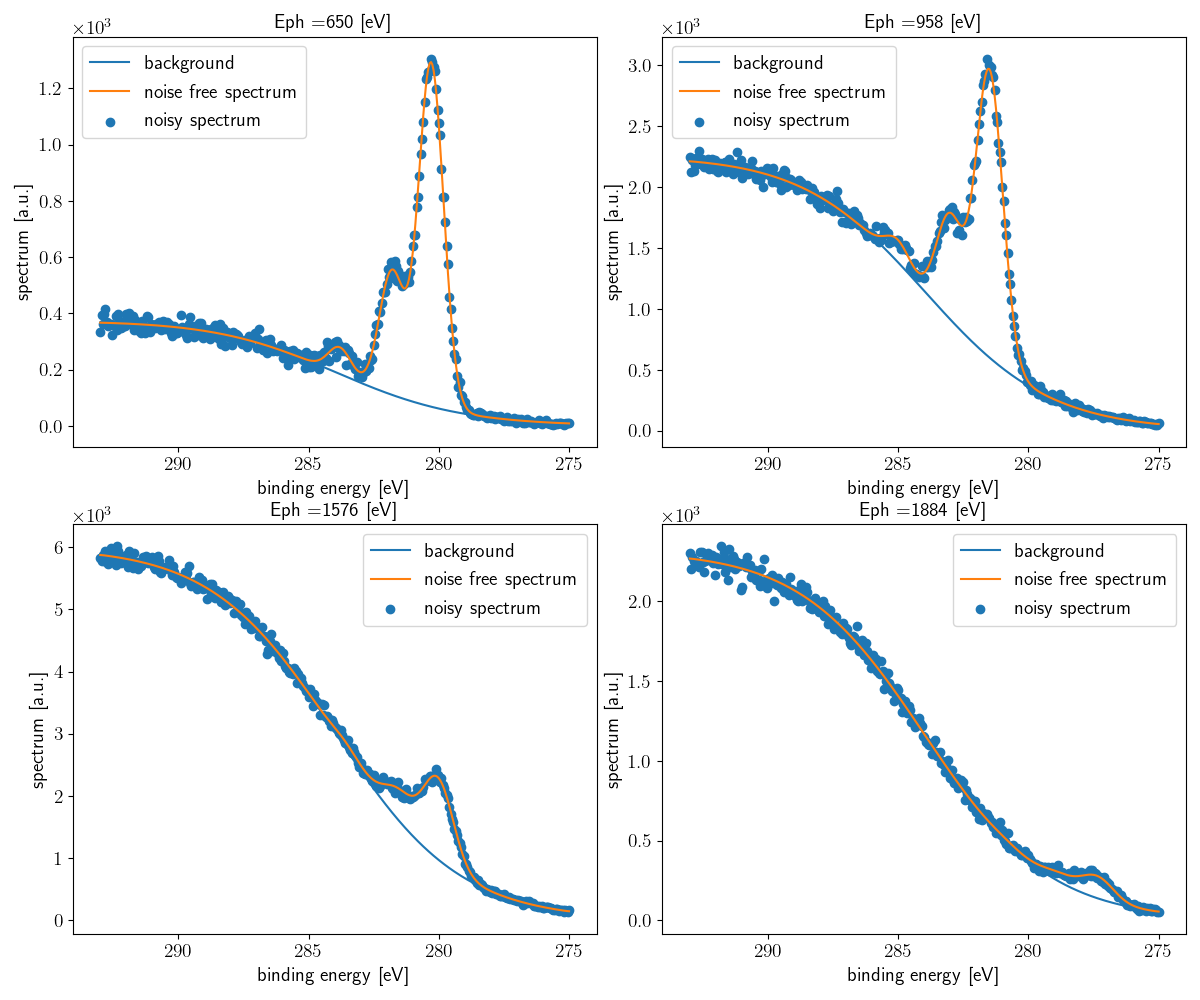 ×10³
Eph =650 [eV]
background
noise free spectrum
noisy spectrum
spectrum [a.u.]
1.2
1.0
0.8
0.6
0.4
0.2
0.0
290
285
280
275
binding energy [eV]
×10³
Eph =958 [eV]
background
noise free spectrum
noisy spectrum
spectrum [a.u.]
3.0
2.5
2.0
1.5
1.0
0.5
0.0
290
285
280
275
binding energy [eV]
×10³
Eph =1576 [eV]
background
noise free spectrum
noisy spectrum
spectrum [a.u.]
6
5
4
3
2
1
0
290
285
280
275
binding energy [eV]
×10³
Eph =1884 [eV]
background
noise free spectrum
noisy spectrum
spectrum [a.u.]
2.0
1.5
1.0
0.5
0.0
290
285
280
275
binding energy [eV]